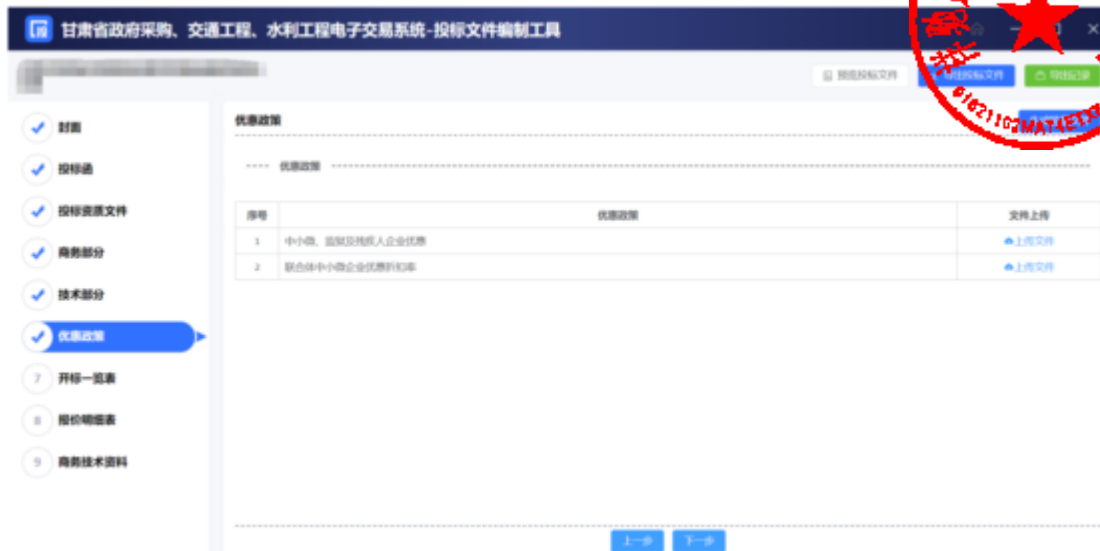 甘肃省政府采购、交通工程、水利工程电子交易系统-投标文件编制工具
预览投标文件
导出投标文件
导出记录
封面
优惠政策
投标函
优惠政策
投标资质文件
序号 优惠政策 文件上传
商务部分
1 中小微、监狱及残疾人企业优惠 上传文件
2 联合体中小微企业优惠折扣率 上传文件
技术部分
优惠政策
7 开标一览表
8 报价明细表
9 商务技术资料
上一步 下一步